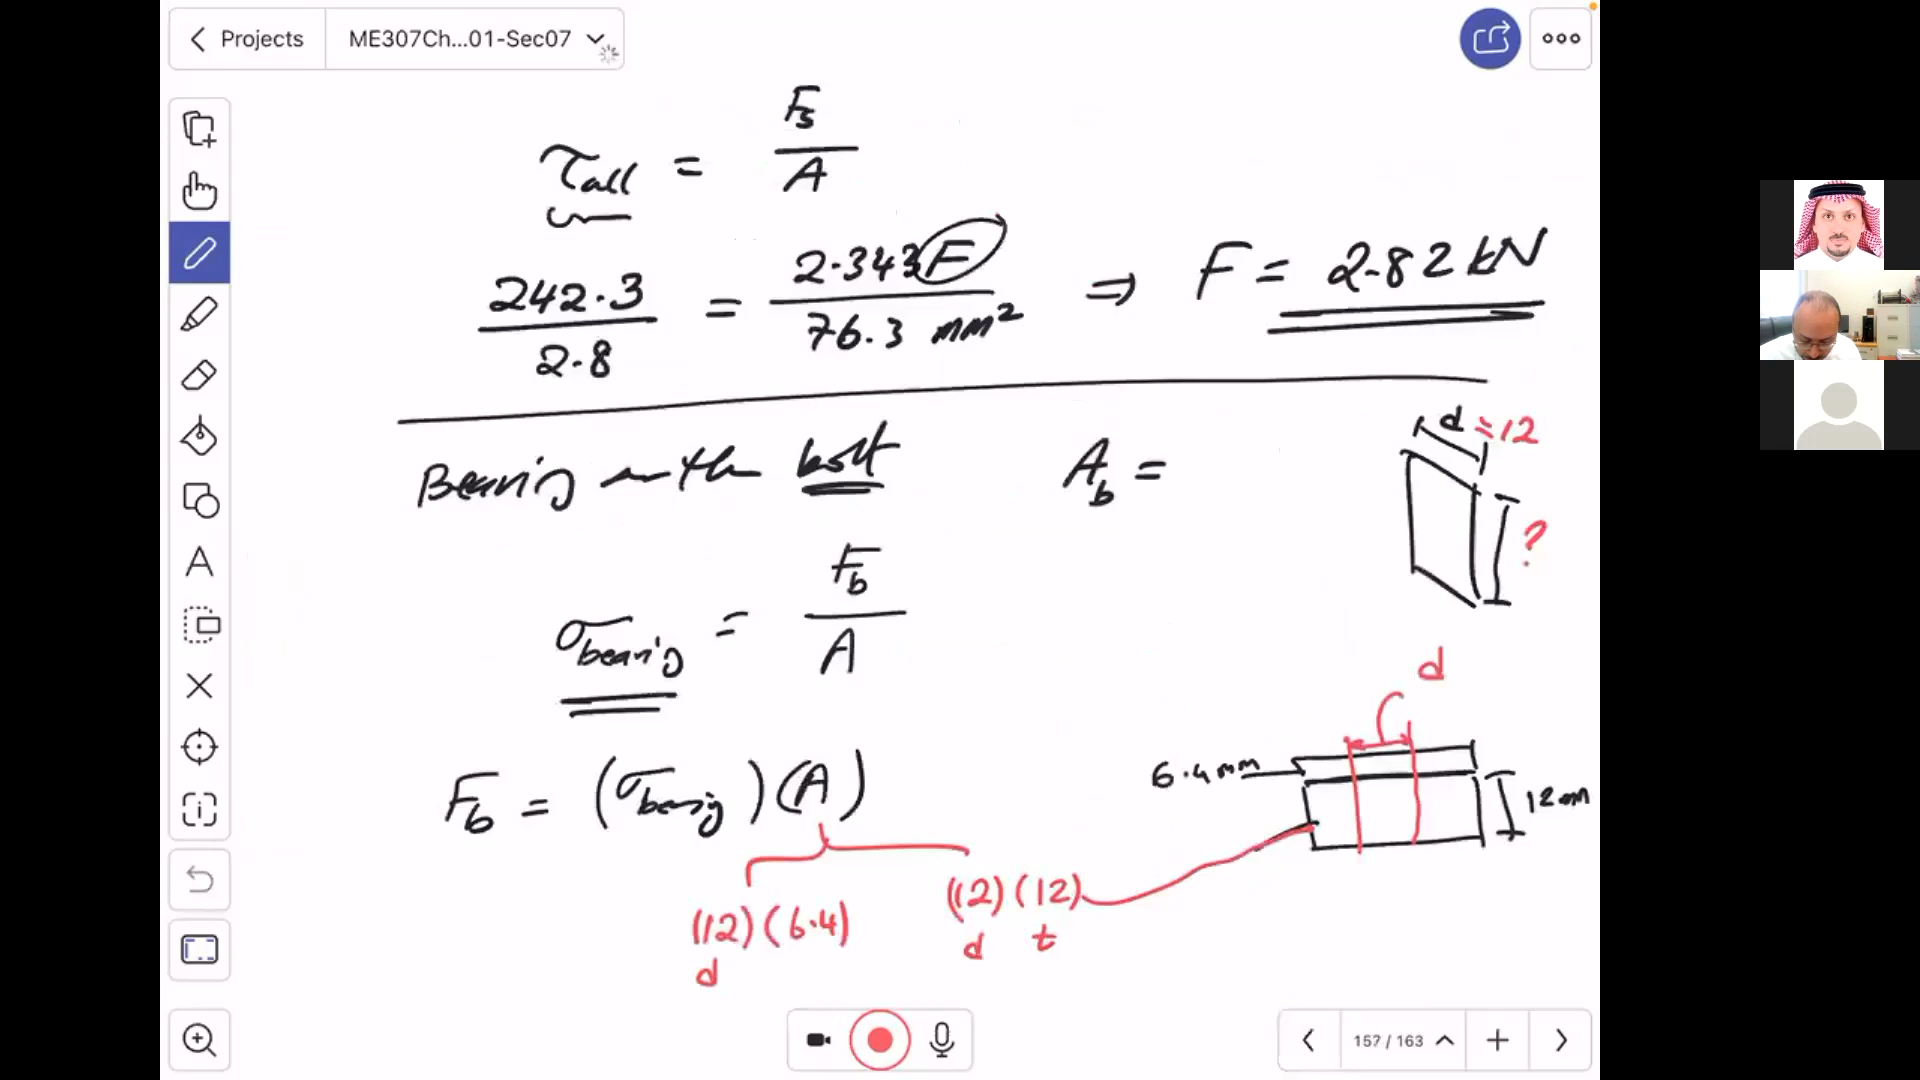 Projects
ME307Ch...01-Sec07
τall = Fs / A
242.3 / 2.8 = 2.343F / 76.3 mm² ⇒ F = 2.82 kN
Bearing on the bolt
Ab =
d = 12
?
σbearing = Fb / A
d
6.4 mm
12 mm
Fb = (σbearing)(A)
(12)(6.4)
d
(12)(12)
d t
157 / 163